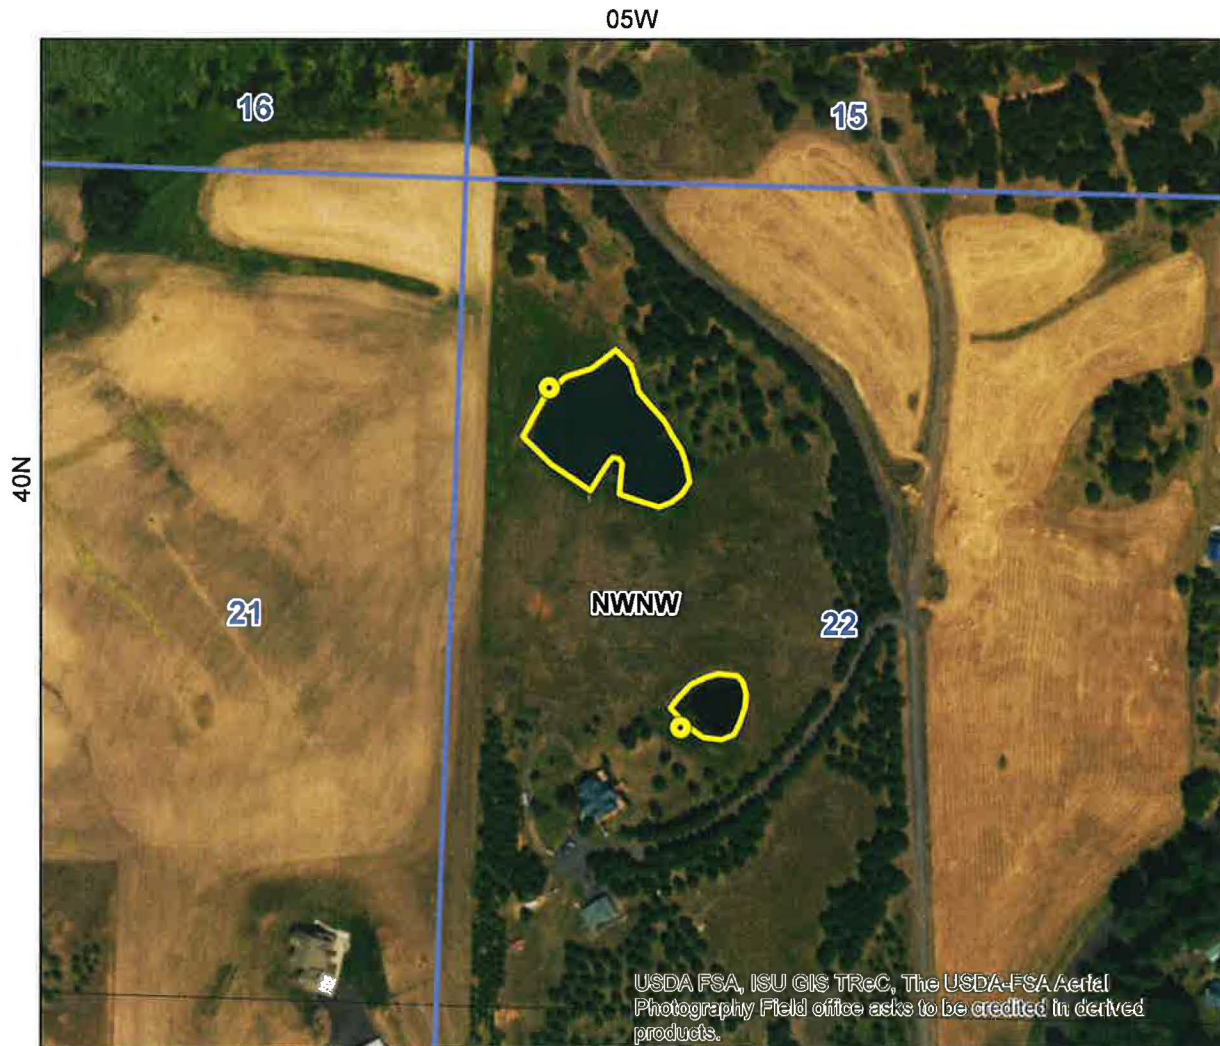 05W
16
15
40N
NWNW
21
22
USDA FSA, ISU GIS TReC, The USDA-FSA Aerial
Photography Field office asks to be credited in derived
products.